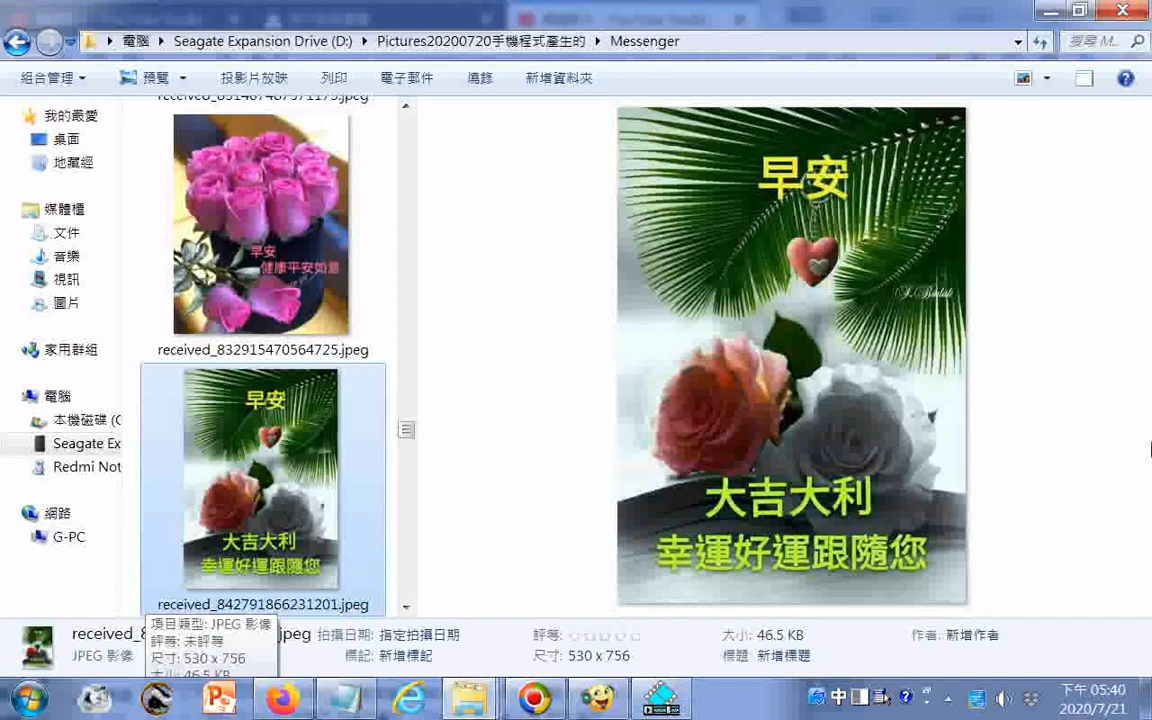 電腦 Seagate Expansion Drive (D:) Pictures20200720手機程式產生的 Messenger
搜尋 M...
組合管理 預覽 投影片放映 列印 電子郵件 燒錄 新增資料夾
我的最愛
桌面
地藏經
媒體櫃
文件
音樂
視訊
圖片
家用群組
電腦
本機磁碟 (C
Seagate Ex
Redmi Not
網路
G-PC
早安
健康平安如意
received_832915470564725.jpeg
早安
大吉大利
幸運好運跟隨您
received_842791866231201.jpeg
早安
大吉大利
幸運好運跟隨您
項目類型: JPEG 影像
評等: 未評等
尺寸: 530 x 756
大小: 46.5 KB
received_8
jpeg
JPEG 影像
拍攝日期: 指定拍攝日期
標記: 新增標記
評等:
尺寸: 530 x 756
大小: 46.5 KB
標題: 新增標題
作者: 新增作者
中
下午 05:40
2020/7/21